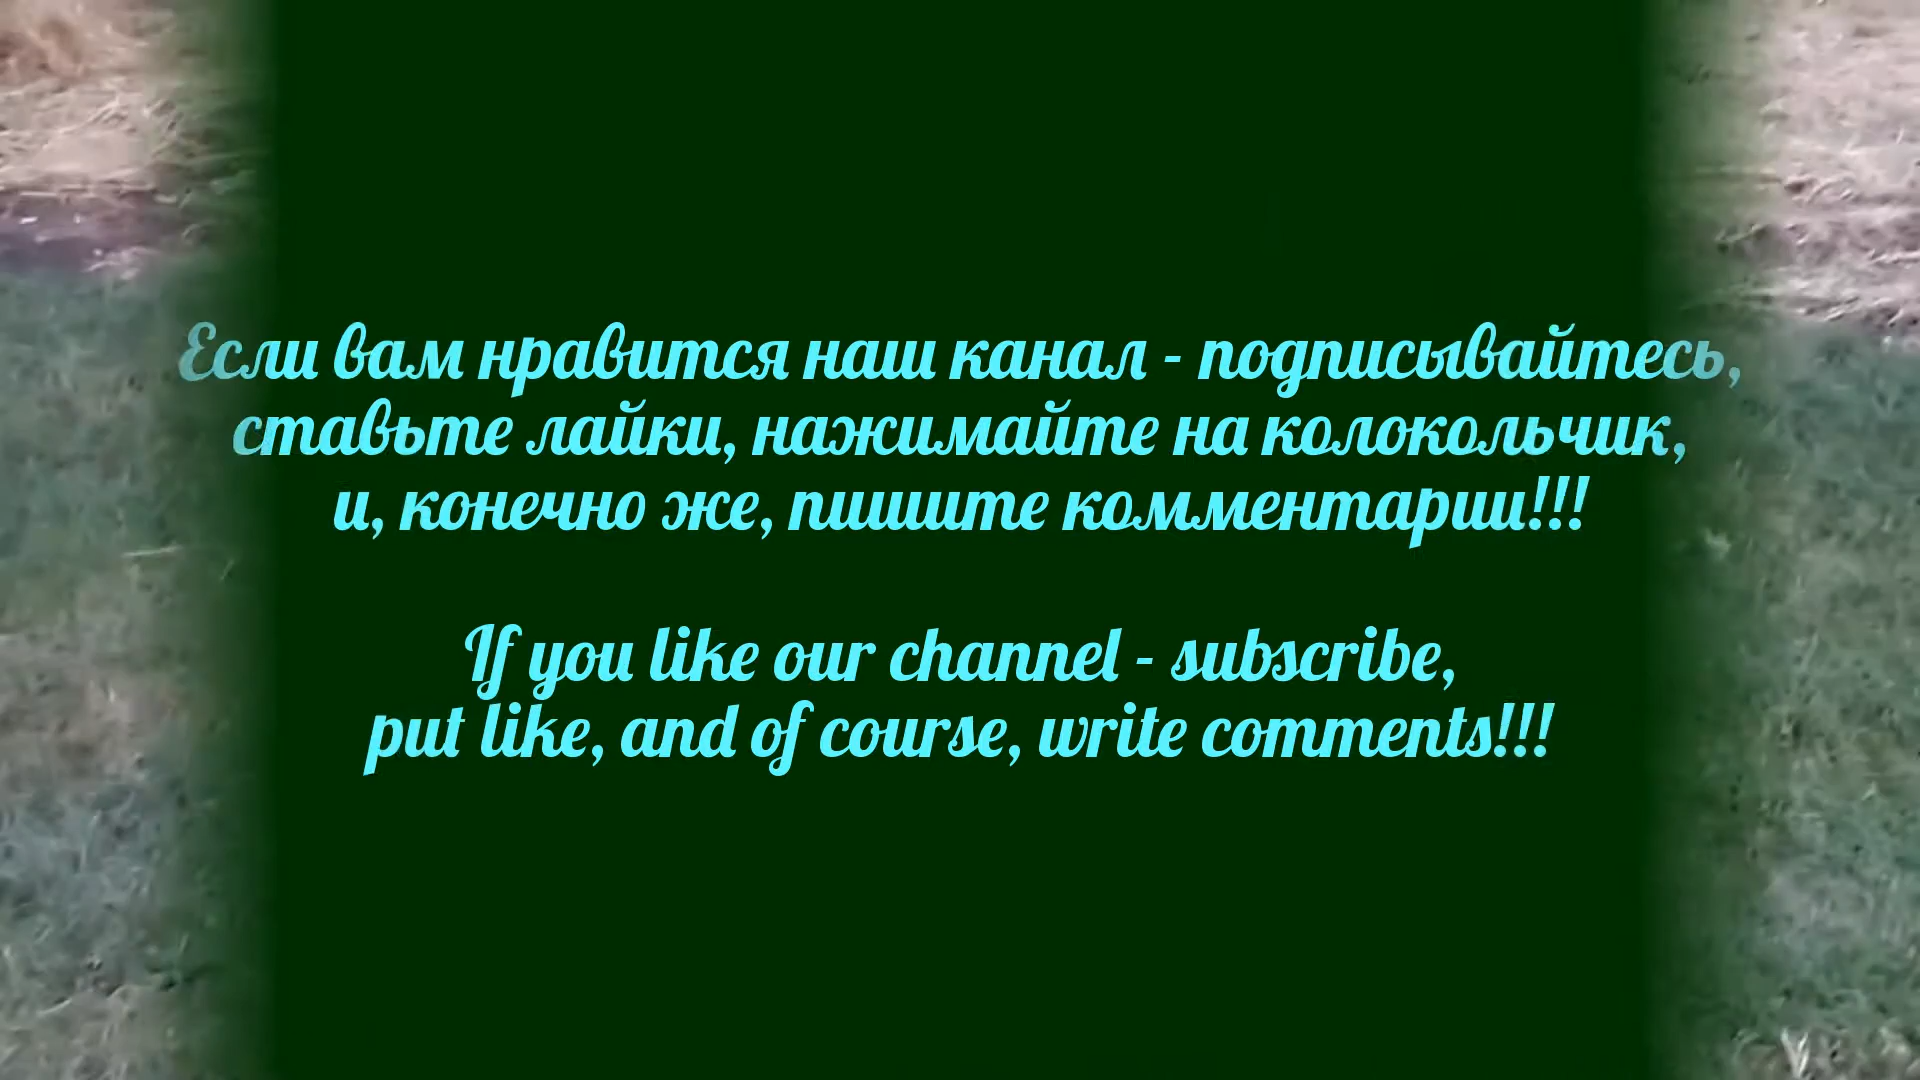 Если вам нравится наш канал - подписывайтесь,
ставьте лайки, нажимайте на колокольчик,
и, конечно же, пишите комментарии!!!
If you like our channel - subscribe,
put like, and of course, write comments!!!